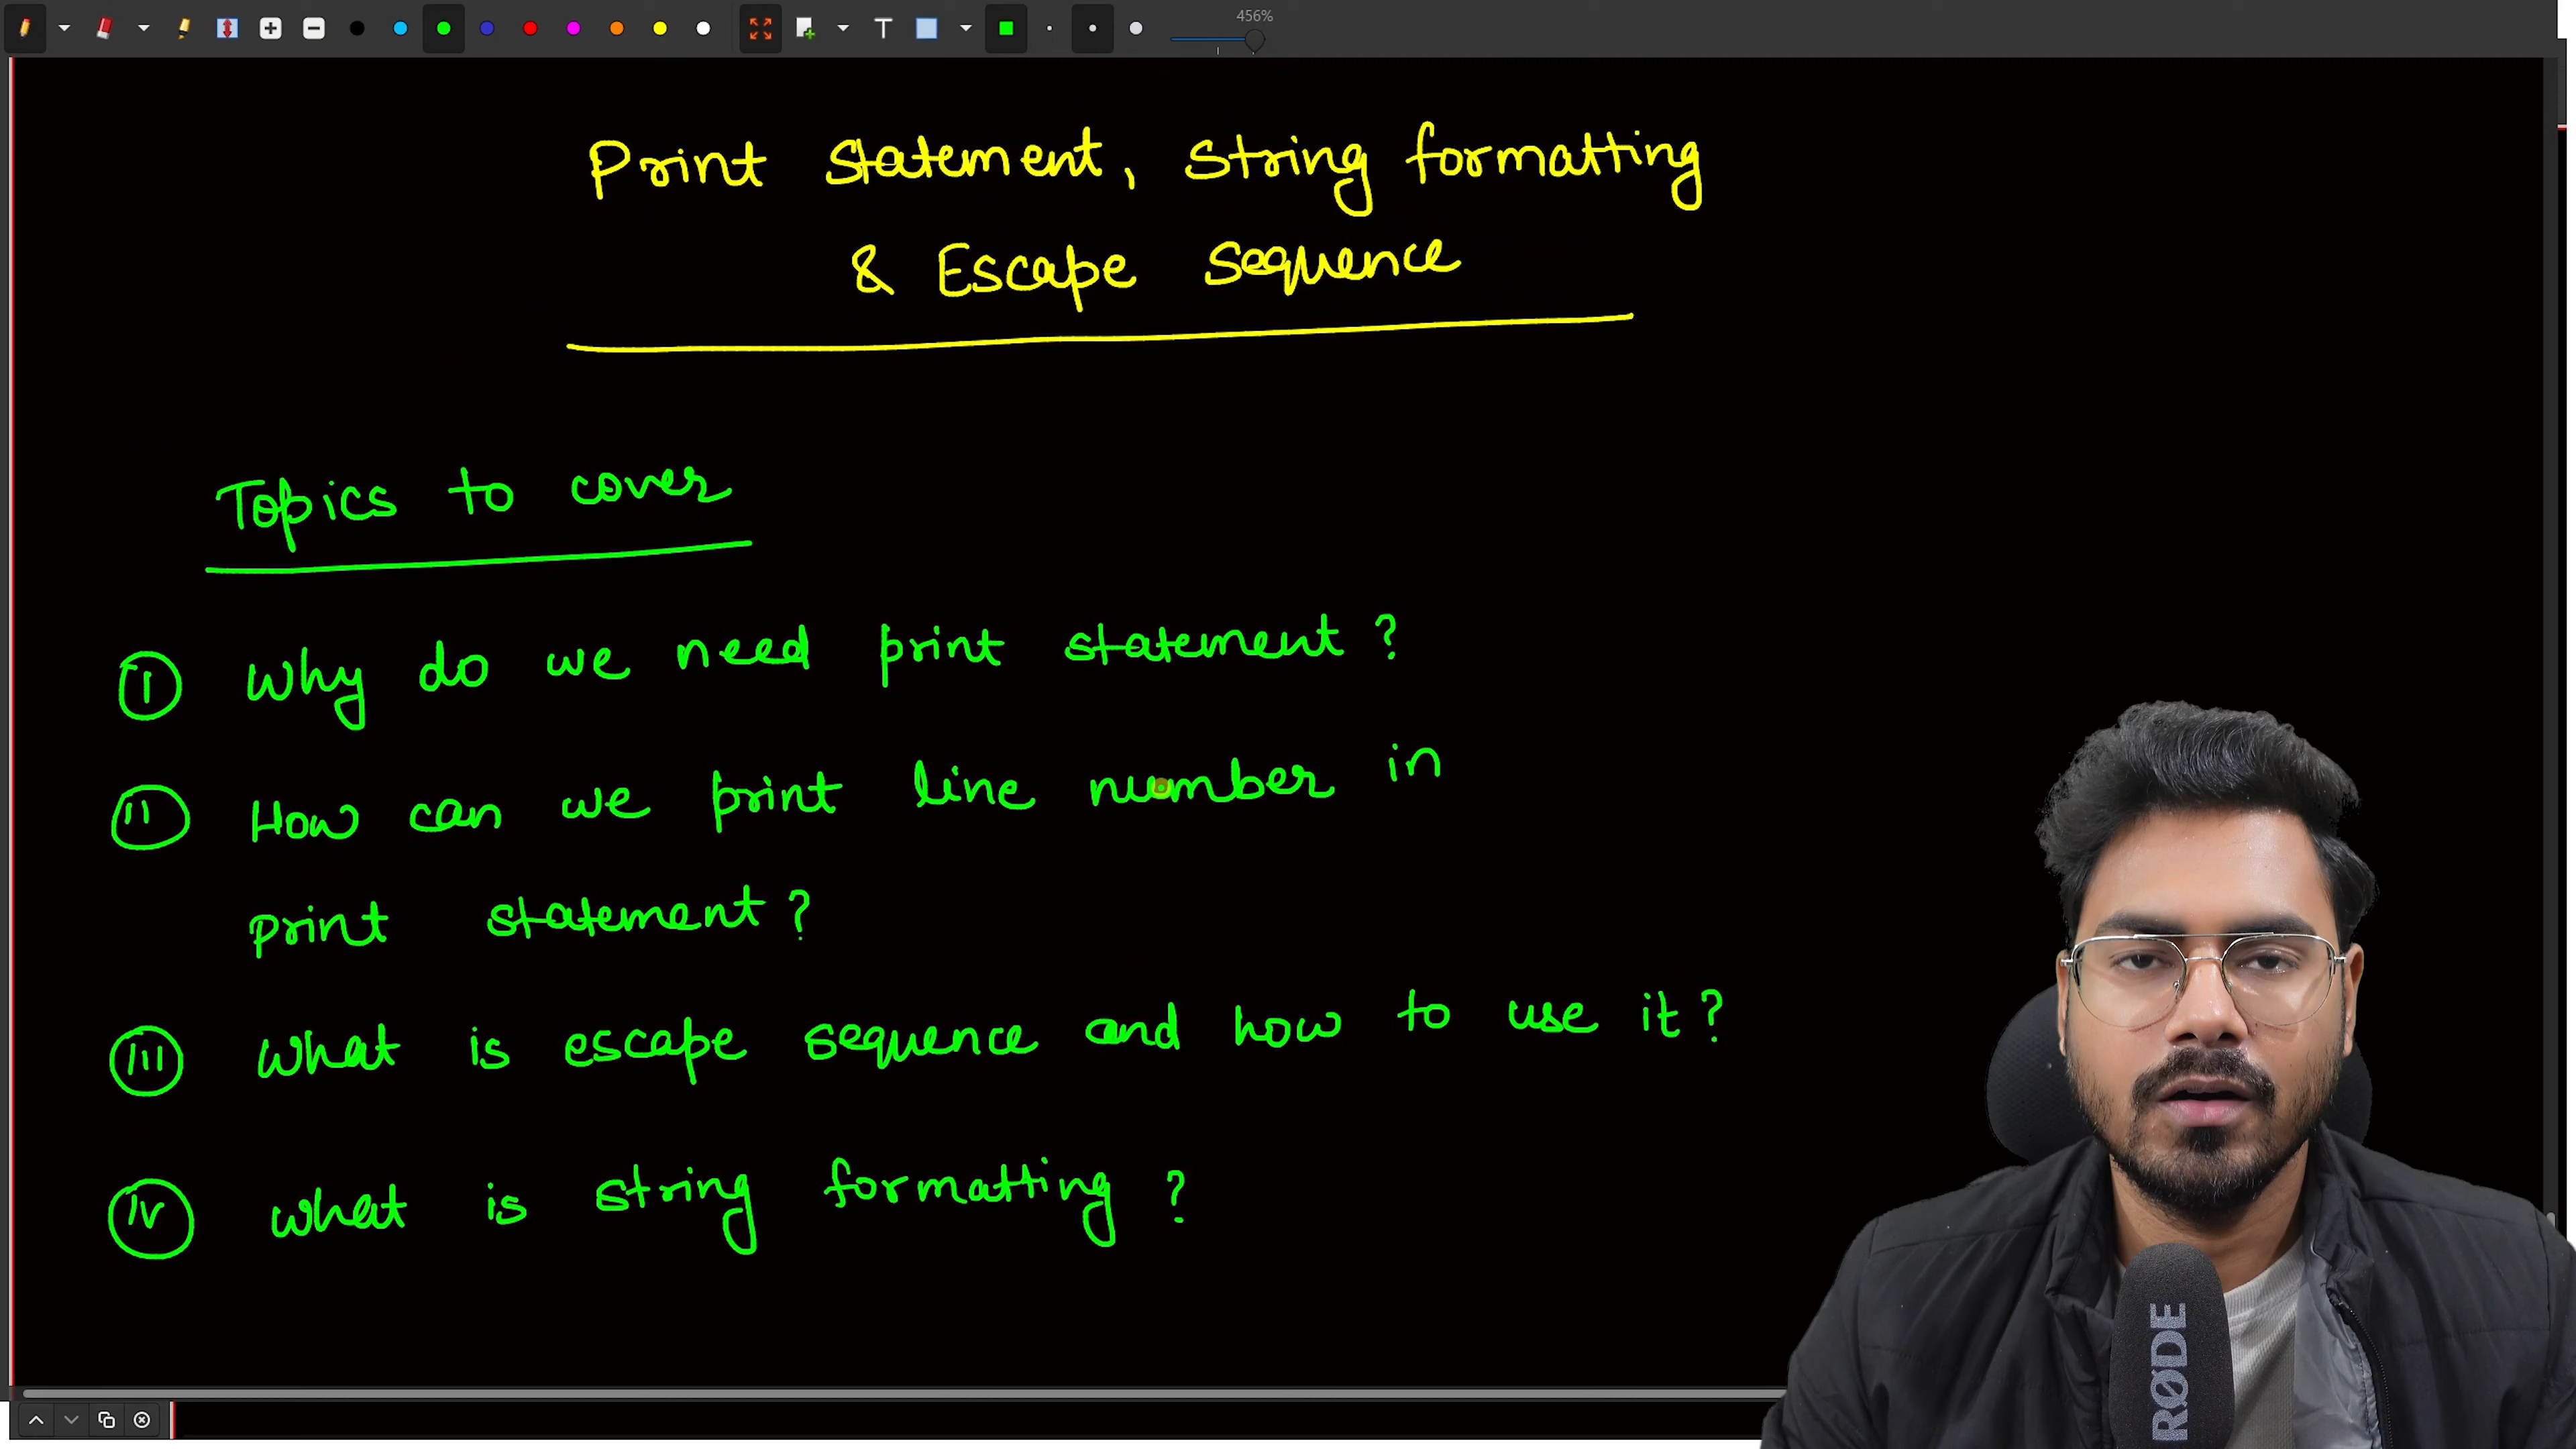 456%
Print statement, String formatting
& Escape Sequence
Topics to cover
(i) Why do we need print statement?
(ii) How can we print line number in
print statement?
(iii) What is escape sequence and how to use it?
(iv) What is string formatting?
RØDE